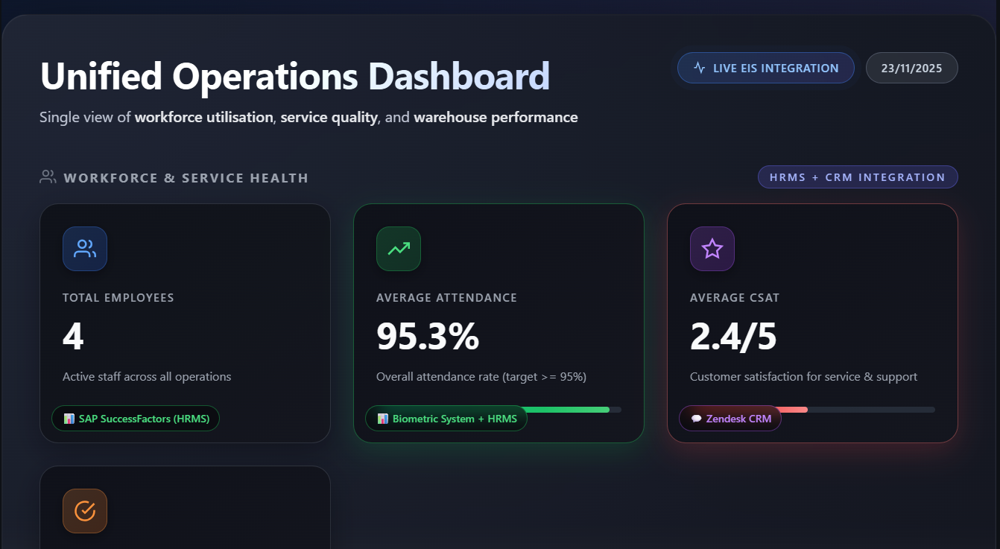 Unified Operations Dashboard
LIVE EIS INTEGRATION
23/11/2025
Single view of workforce utilisation, service quality, and warehouse performance
WORKFORCE & SERVICE HEALTH
HRMS + CRM INTEGRATION
TOTAL EMPLOYEES
4
Active staff across all operations
SAP SuccessFactors (HRMS)
AVERAGE ATTENDANCE
95.3%
Overall attendance rate (target >= 95%)
Biometric System + HRMS
AVERAGE CSAT
2.4/5
Customer satisfaction for service & support
Zendesk CRM